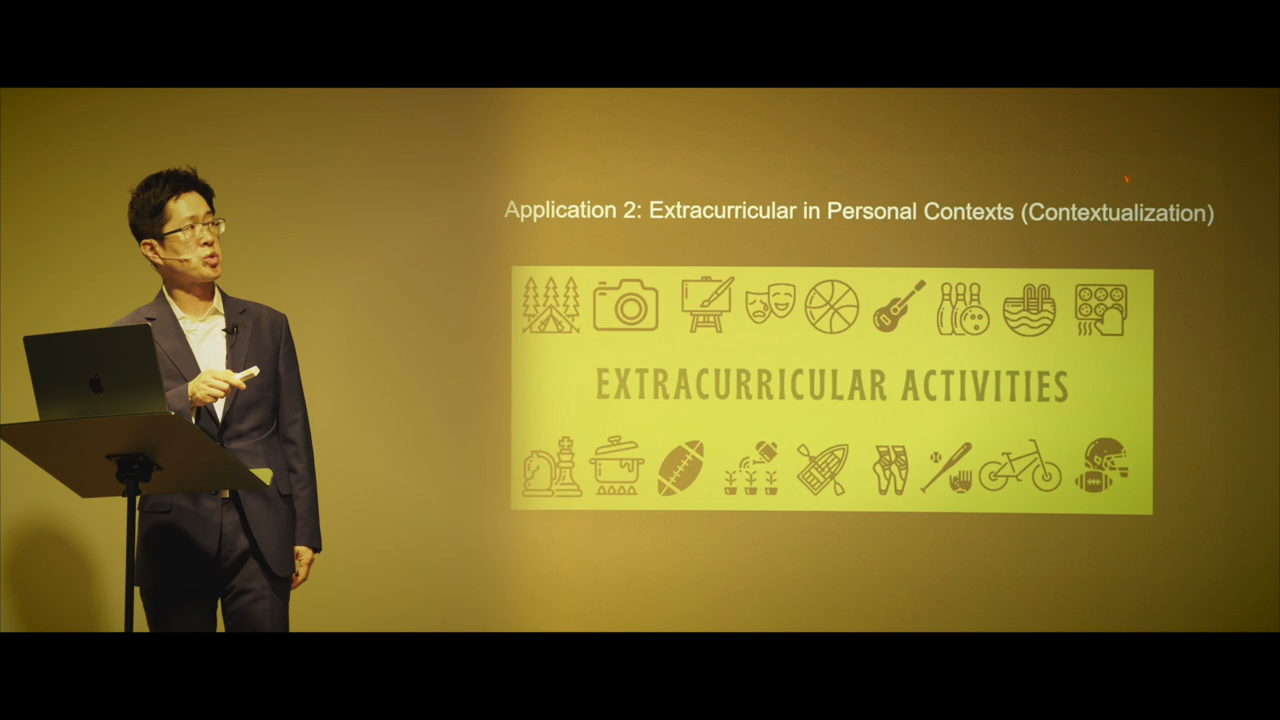 Application 2: Extracurricular in Personal Contexts (Contextualization)
EXTRACURRICULAR ACTIVITIES